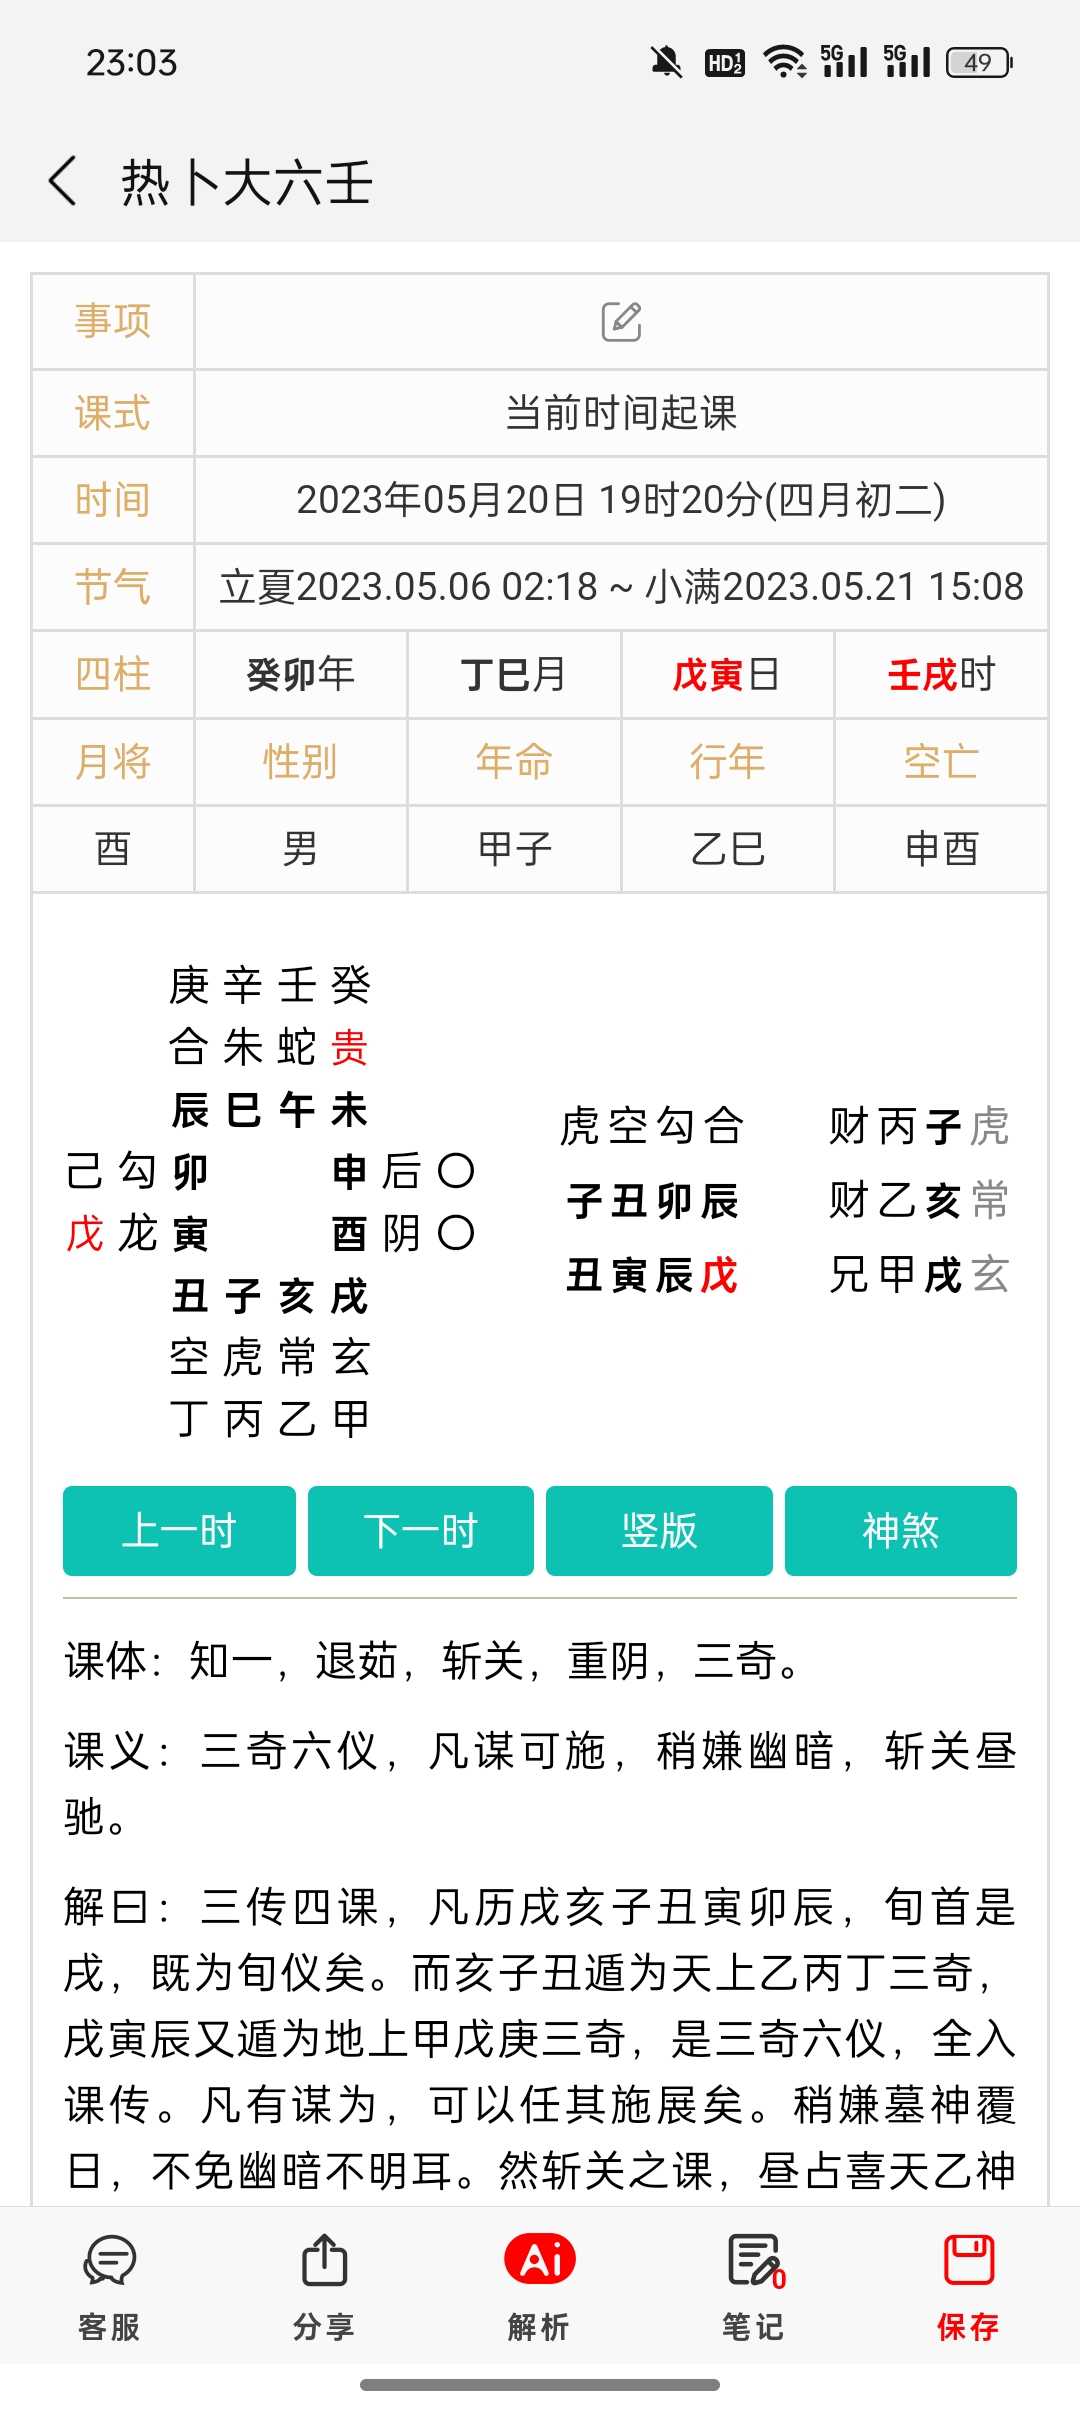 23:03 HD 1 2 5G 5G 49
热卜大六壬
事项
课式 当前时间起课
时间 2023年05月20日 19时20分(四月初二)
节气 立夏2023.05.06 02:18 ~ 小满2023.05.21 15:08
四柱 癸卯年 丁巳月 戊寅日 壬戌时
月将 性别 年命 行年 空亡
酉 男 甲子 乙巳 申酉
庚 辛 壬 癸
合 朱 蛇 贵
辰 巳 午 未
己 勾 卯 申 后 〇
戊 龙 寅 酉 阴 〇
丑 子 亥 戌
空 虎 常 玄
丁 丙 乙 甲
虎 空 勾 合
子 丑 卯 辰
丑 寅 辰 戊
财 丙 子 虎
财 乙 亥 常
兄 甲 戌 玄
上一时 下一时 竖版 神煞
课体：知一，退茹，斩关，重阴，三奇。
课义：三奇六仪，凡谋可施，稍嫌幽暗，斩关昼
驰。
解曰：三传四课，凡历戌亥子丑寅卯辰，旬首是
戌，既为旬仪矣。而亥子丑遁为天上乙丙丁三奇，
戌寅辰又遁为地上甲戊庚三奇，是三奇六仪，全入
课传。凡有谋为，可以任其施展矣。稍嫌墓神覆
日，不免幽暗不明耳。然斩关之课，昼占喜天乙神
客服 分享 Ai 解析 笔记 0 保存